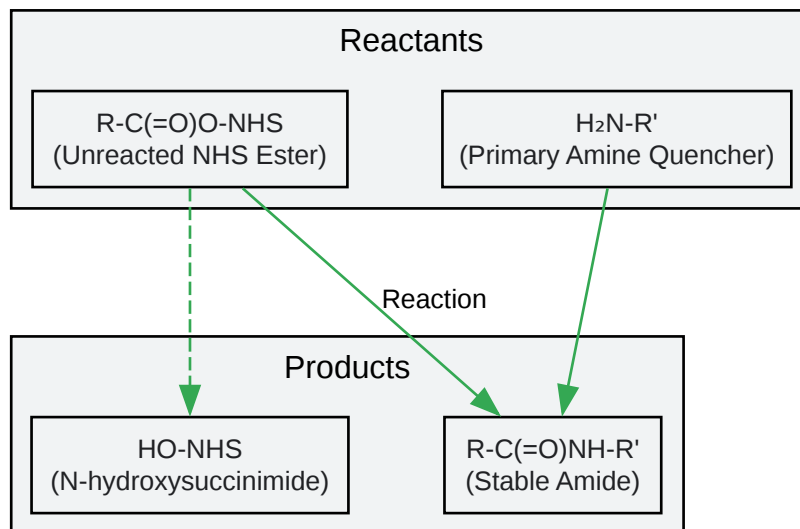 Reactants
R-C(=O)O-NHS
(Unreacted NHS Ester)
H₂N-R'
(Primary Amine Quencher)
Reaction
Products
HO-NHS
(N-hydroxysuccinimide)
R-C(=O)NH-R'
(Stable Amide)